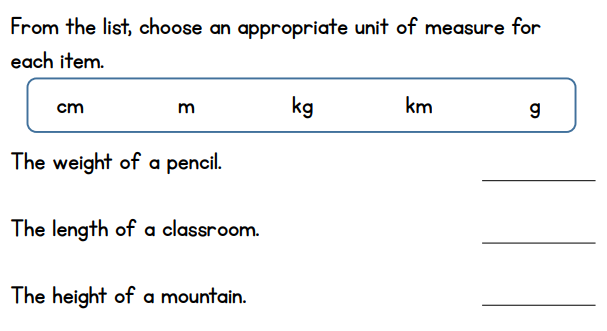 From the list, choose an appropriate unit of measure for
each item.
cm m kg km g
The weight of a pencil.
The length of a classroom.
The height of a mountain.